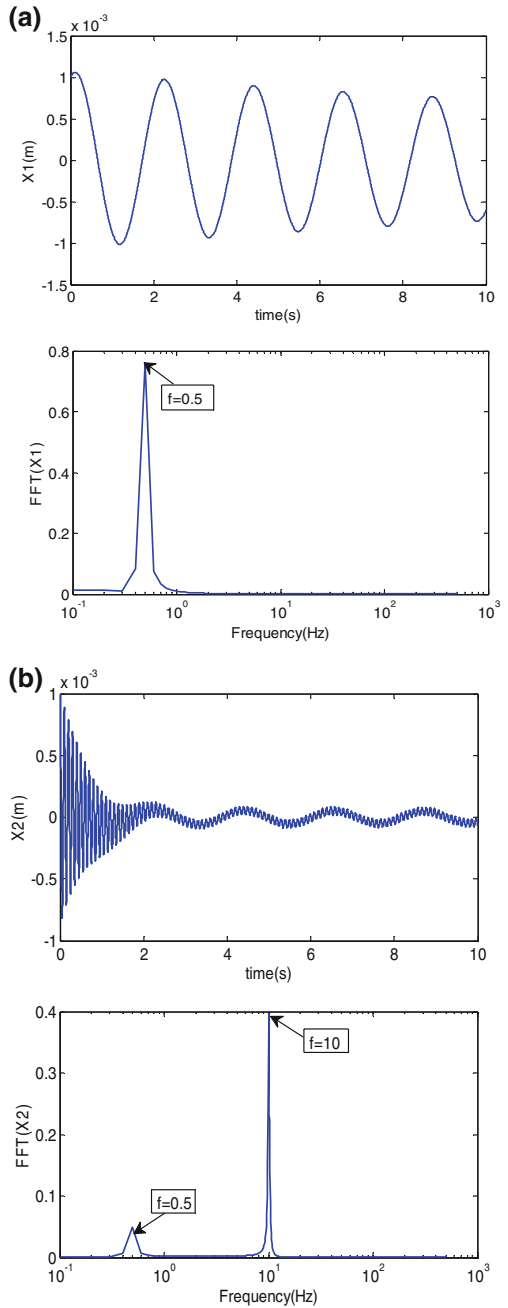 (a)
x 10^-3
1.5
1
0.5
0
-0.5
-1
-1.5
X1(m)
0 2 4 6 8 10
time(s)
0.8
0.6
0.4
0.2
0
FFT(X1)
f=0.5
10^-1 10^0 10^1 10^2 10^3
Frequency(Hz)
(b)
x 10^-3
1
0.5
0
-0.5
-1
X2(m)
0 2 4 6 8 10
time(s)
0.4
0.3
0.2
0.1
0
FFT(X2)
f=10
f=0.5
10^-1 10^0 10^1 10^2 10^3
Frequency(Hz)